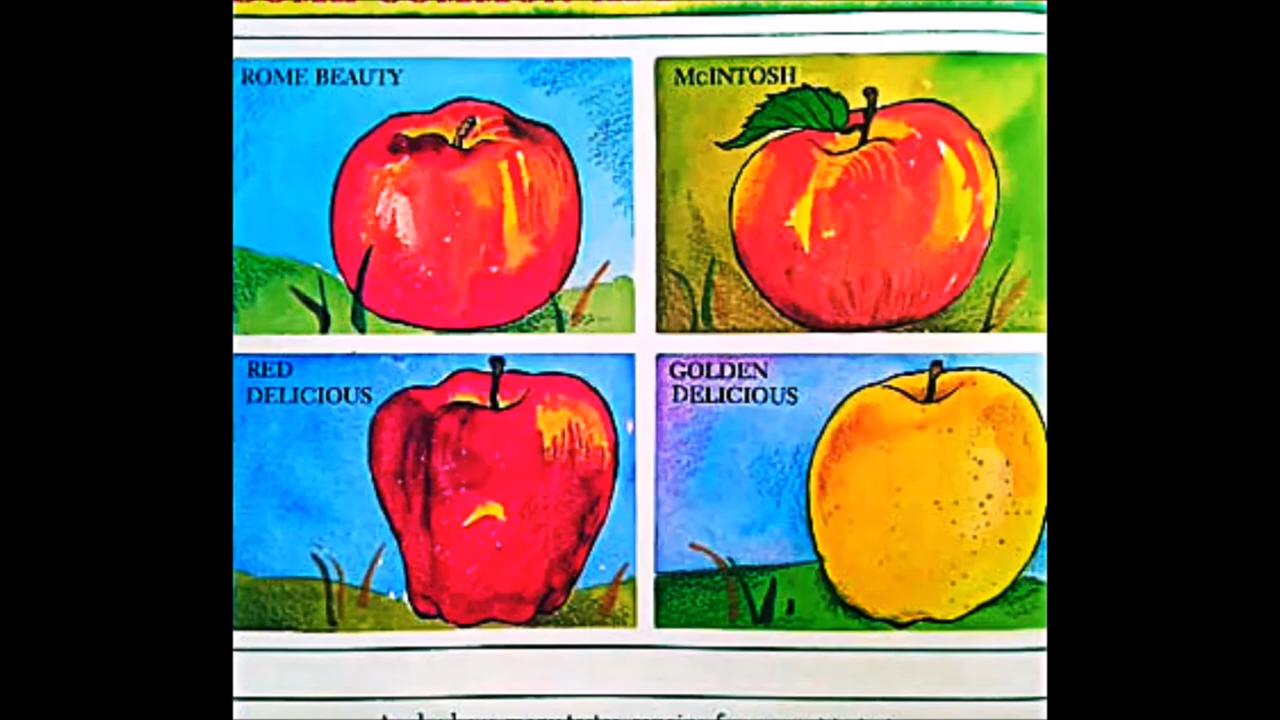 ROME BEAUTY
McINTOSH
RED
DELICIOUS
GOLDEN
DELICIOUS